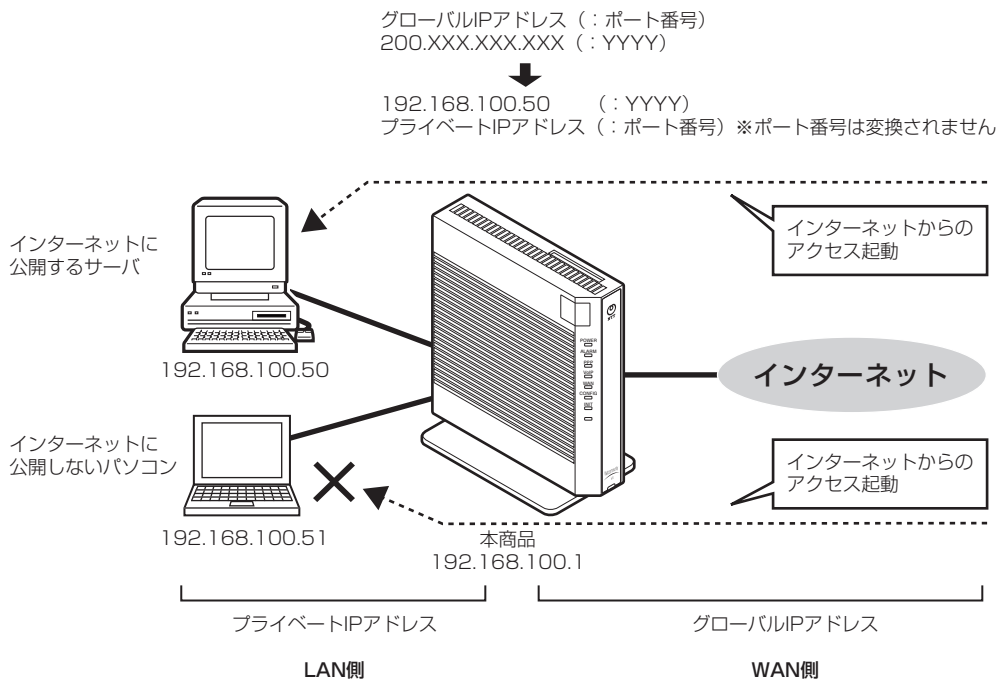 グローバルIPアドレス（：ポート番号）
200.XXX.XXX.XXX（：YYYY）
192.168.100.50　（：YYYY）
プライベートIPアドレス（：ポート番号）※ポート番号は変換されません
インターネットに
公開するサーバ
192.168.100.50
インターネットからの
アクセス起動
POWER
ALARM
CONFIG
インターネット
インターネットに
公開しないパソコン
192.168.100.51
インターネットからの
アクセス起動
本商品
192.168.100.1
プライベートIPアドレス
グローバルIPアドレス
LAN側
WAN側